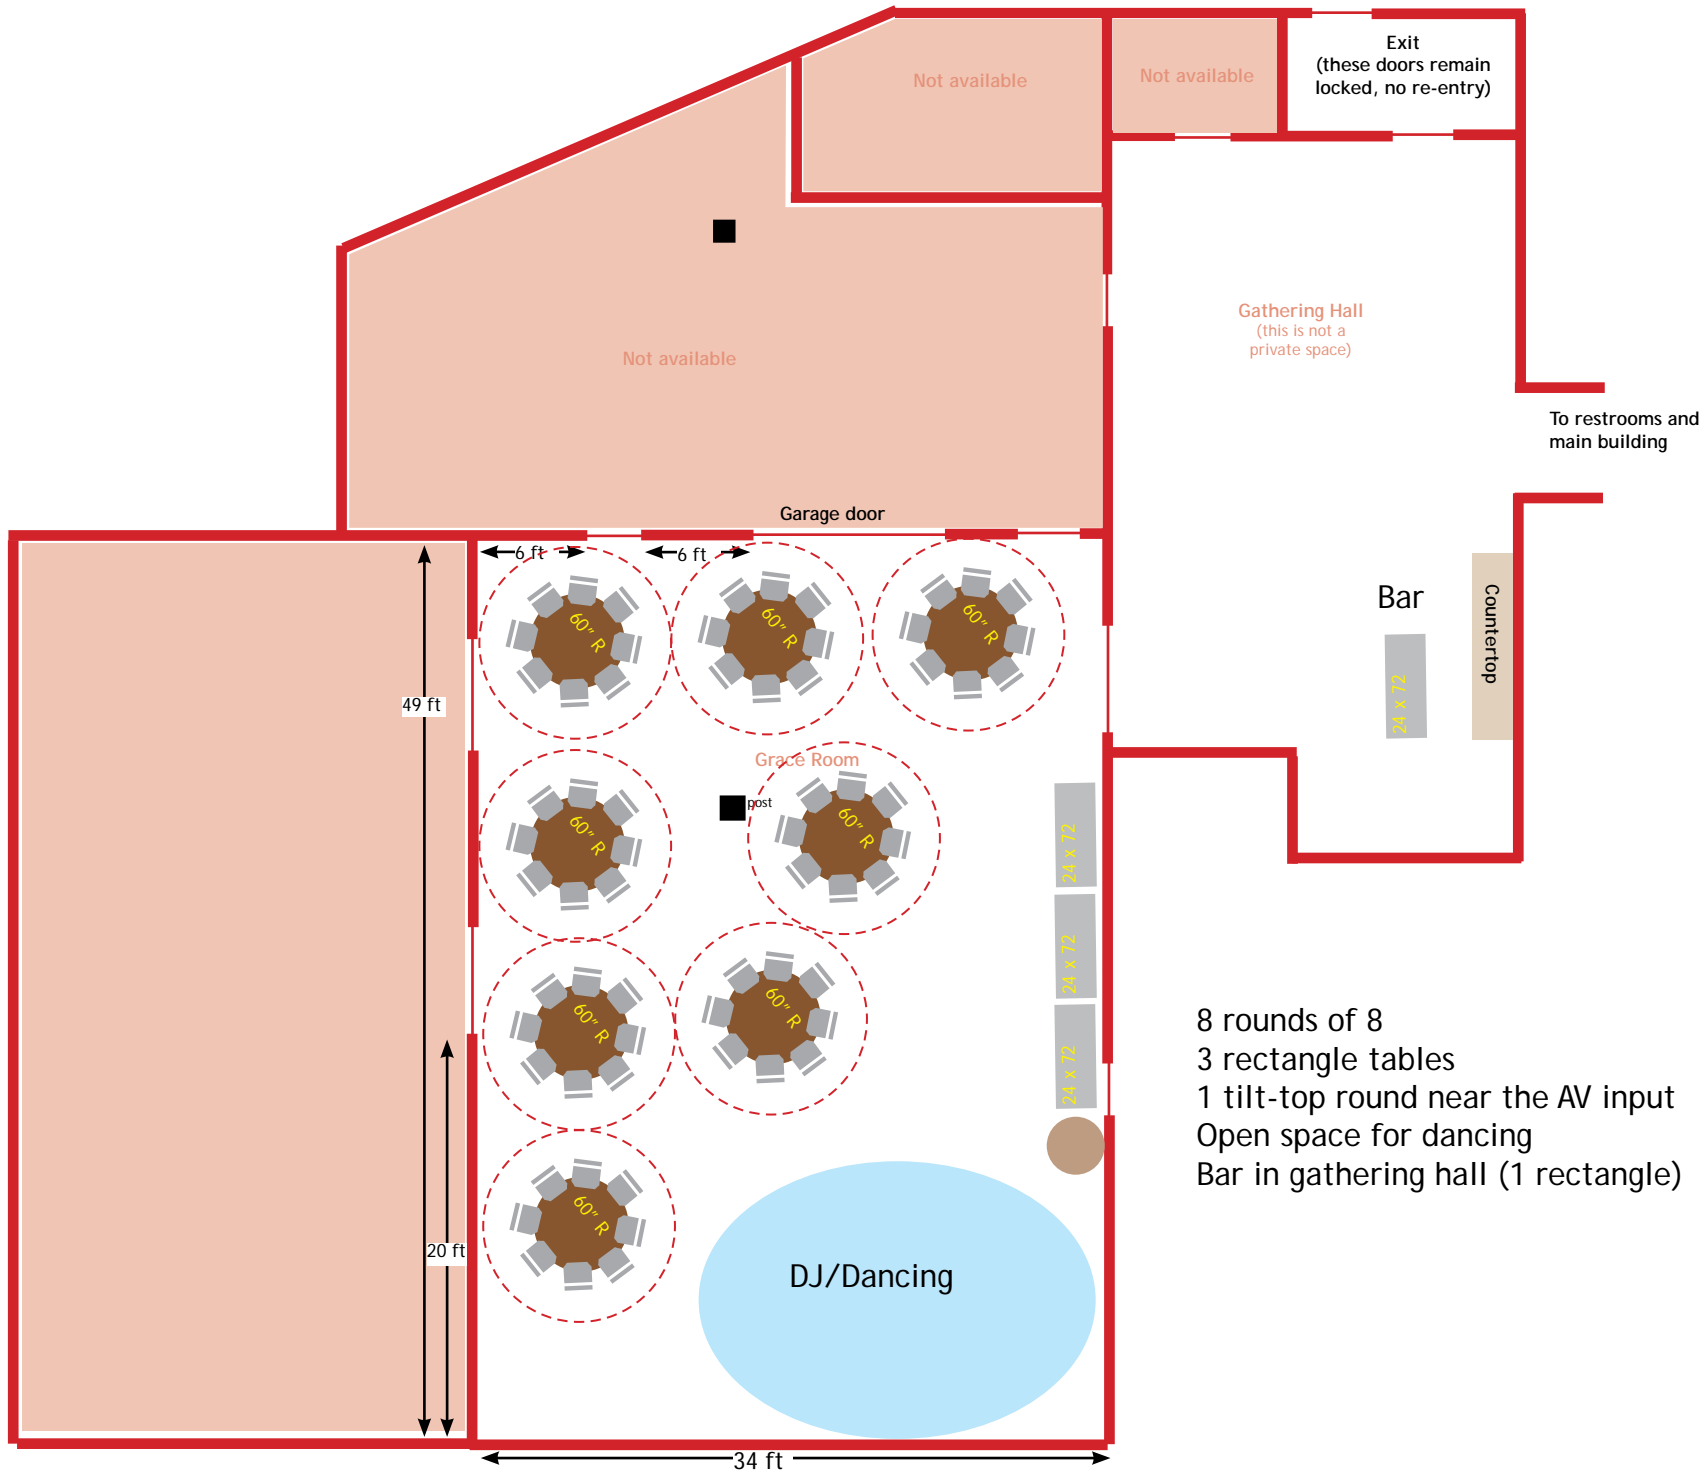 Exit
(these doors remain
locked, no re-entry)
Not available
Not available
Gathering Hall
(this is not a
private space)
Not available
To restrooms and
main building
Garage door
6 ft
6 ft
60" R
60" R
60" R
Bar
Countertop
24 x 72
49 ft
Grace Room
post
60" R
60" R
24 x 72
24 x 72
24 x 72
60" R
60" R
8 rounds of 8
3 rectangle tables
1 tilt-top round near the AV input
Open space for dancing
Bar in gathering hall (1 rectangle)
60" R
20 ft
DJ/Dancing
34 ft